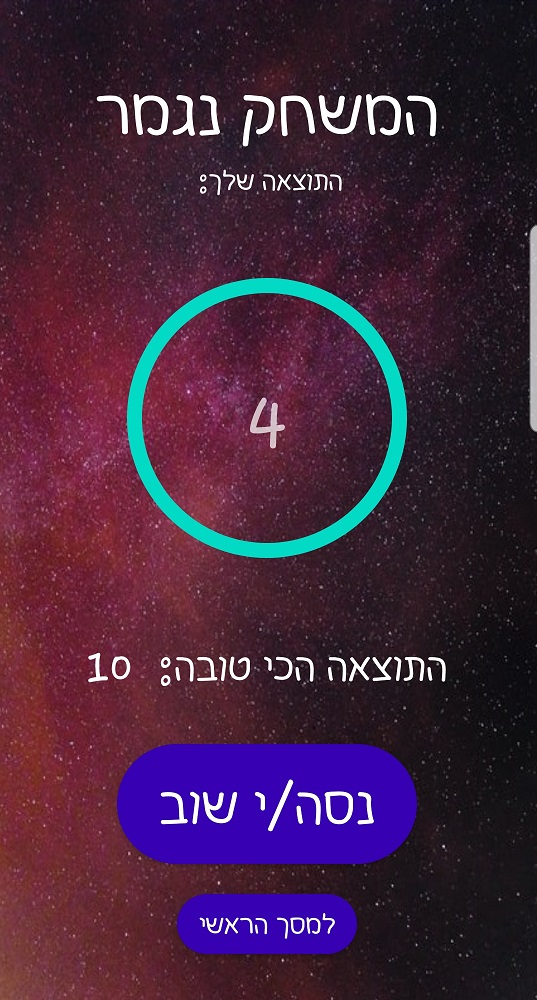 המשחק נגמר
התוצאה שלך:
4
התוצאה הכי טובה: 10
נסה/י שוב
למסך הראשי